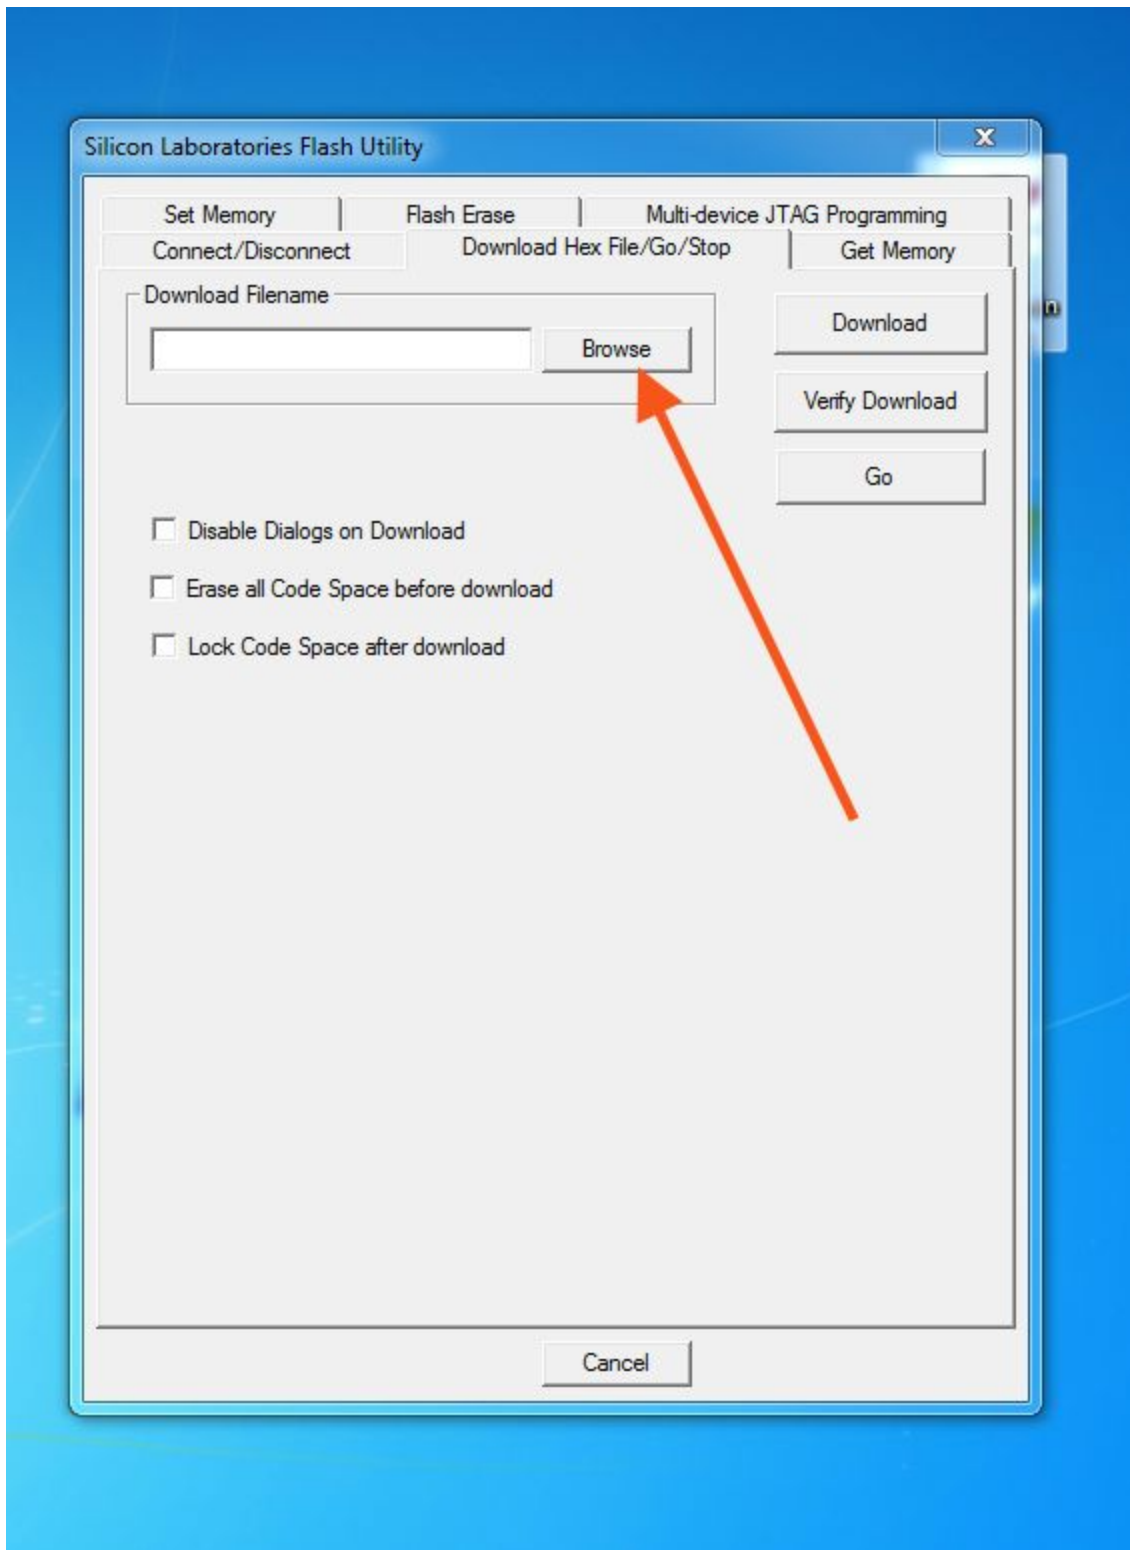 Silicon Laboratories Flash Utility
X
Set Memory
Flash Erase
Multi-device JTAG Programming
Connect/Disconnect
Download Hex File/Go/Stop
Get Memory
Download Filename
Browse
Download
Verify Download
Go
Disable Dialogs on Download
Erase all Code Space before download
Lock Code Space after download
Cancel
n